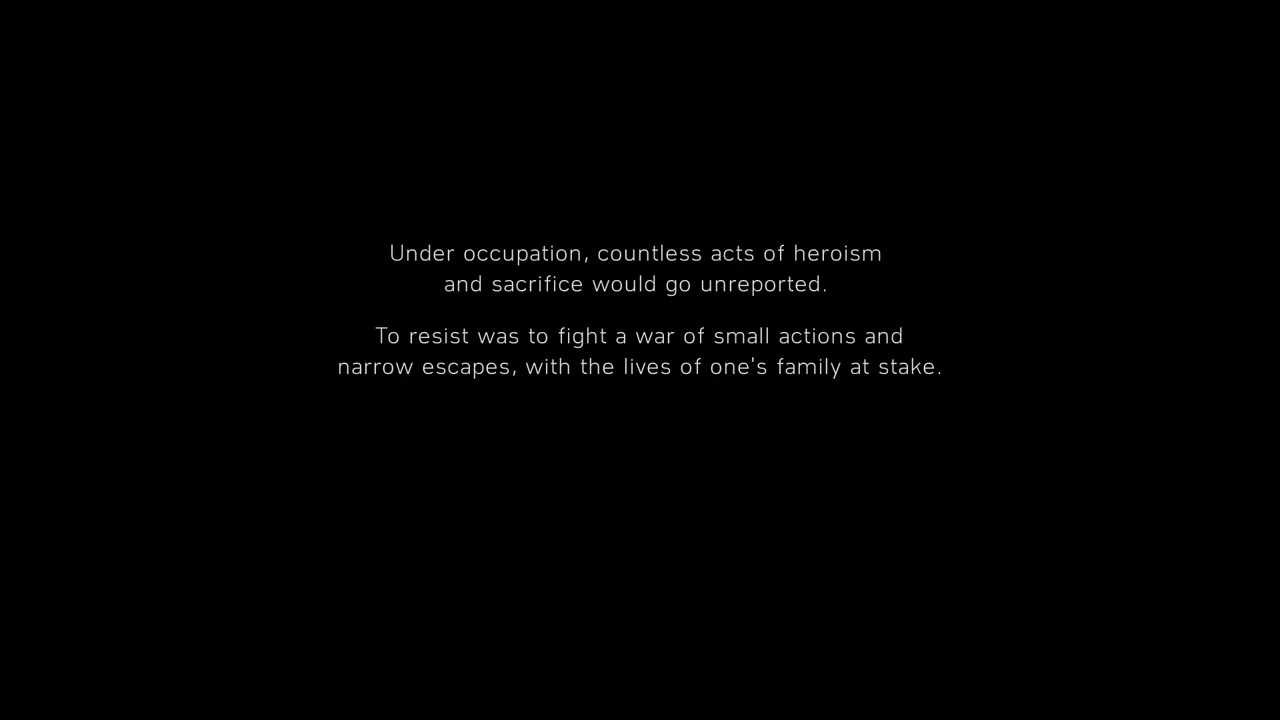 Under occupation, countless acts of heroism
and sacrifice would go unreported.
To resist was to fight a war of small actions and
narrow escapes, with the lives of one's family at stake.